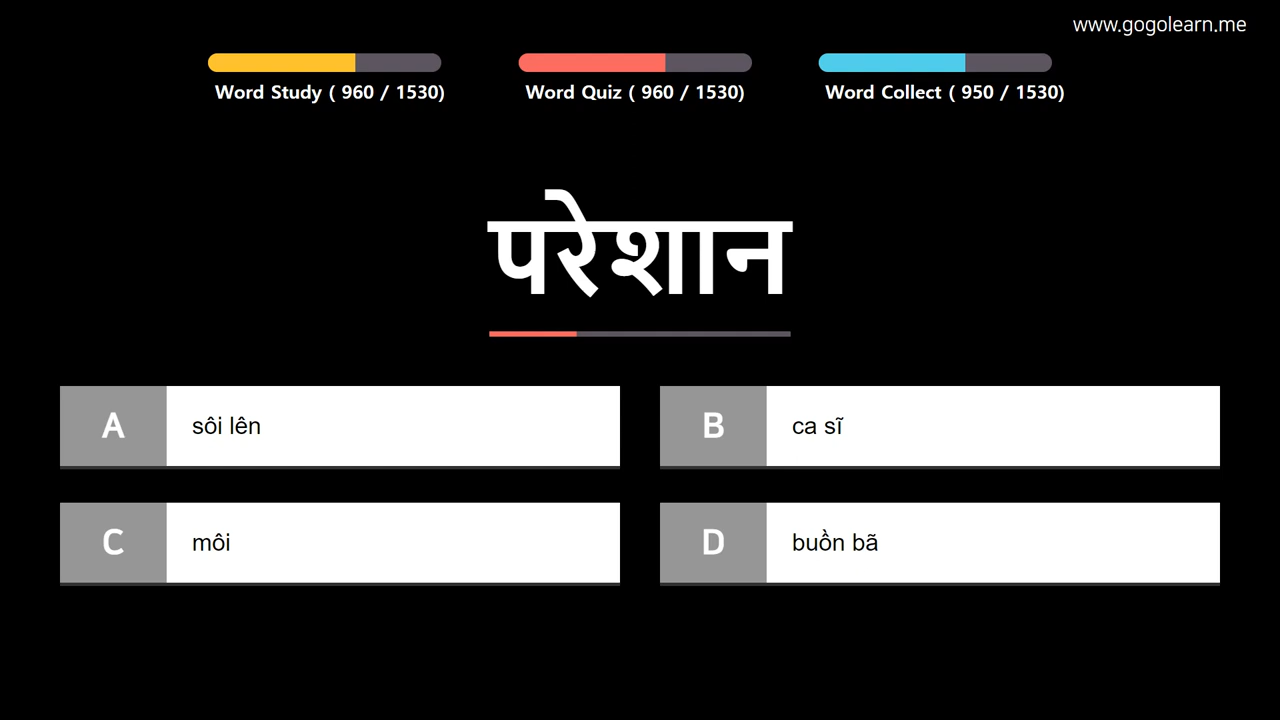 www.gogolearn.me
Word Study ( 960 / 1530)
Word Quiz ( 960 / 1530)
Word Collect ( 950 / 1530)
परेशान
A sôi lên
B ca sĩ
C môi
D buồn bã